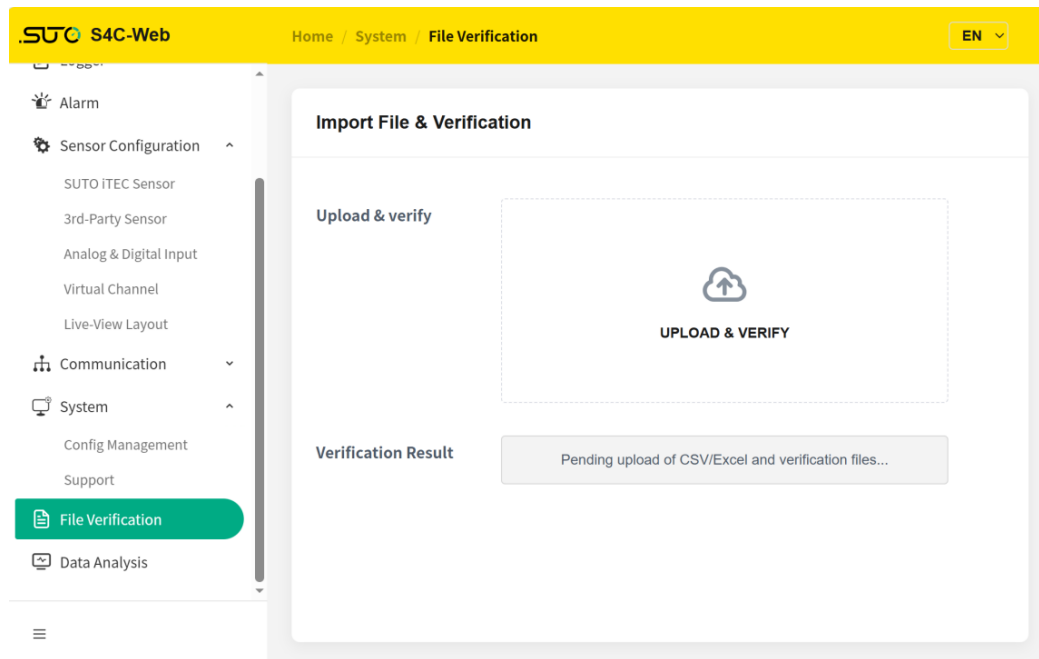 .SUTO S4C-Web
Home / System / File Verification
EN
Logger
Alarm
Sensor Configuration
SUTO iTEC Sensor
3rd-Party Sensor
Analog & Digital Input
Virtual Channel
Live-View Layout
Communication
System
Config Management
Support
File Verification
Data Analysis
Import File & Verification
Upload & verify
UPLOAD & VERIFY
Verification Result
Pending upload of CSV/Excel and verification files...